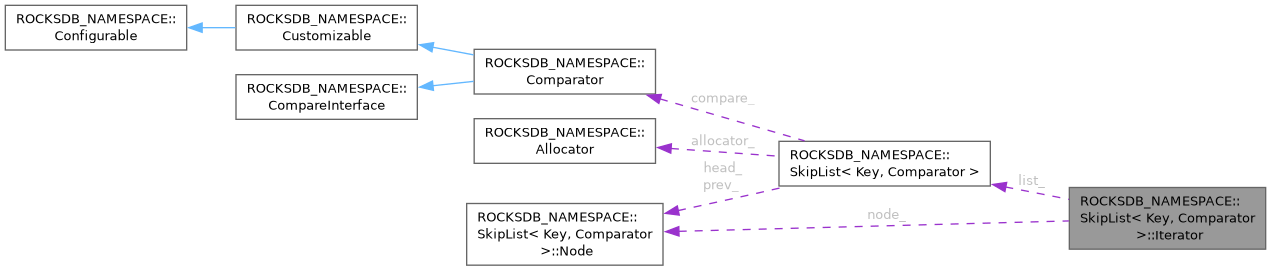 ROCKSDB_NAMESPACE::
Configurable
ROCKSDB_NAMESPACE::
Customizable
ROCKSDB_NAMESPACE::
CompareInterface
ROCKSDB_NAMESPACE::
Comparator
ROCKSDB_NAMESPACE::
Allocator
ROCKSDB_NAMESPACE::
SkipList< Key, Comparator
>::Node
compare_
allocator_
head_
prev_
node_
ROCKSDB_NAMESPACE::
SkipList< Key, Comparator >
list_
ROCKSDB_NAMESPACE::
SkipList< Key, Comparator
>::Iterator